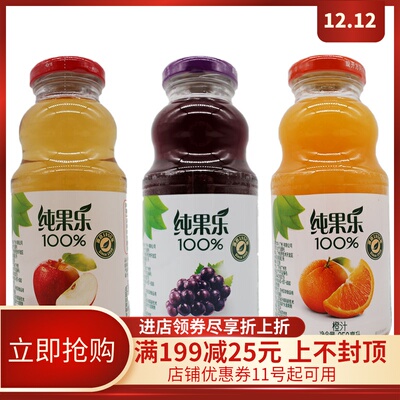 12.12
纯果乐
100%
纯果乐
100%
纯果乐
100%
橙汁
进店领券尽享折上折
立即抢购
满199减25元 上不封顶
店铺优惠券11号起可用